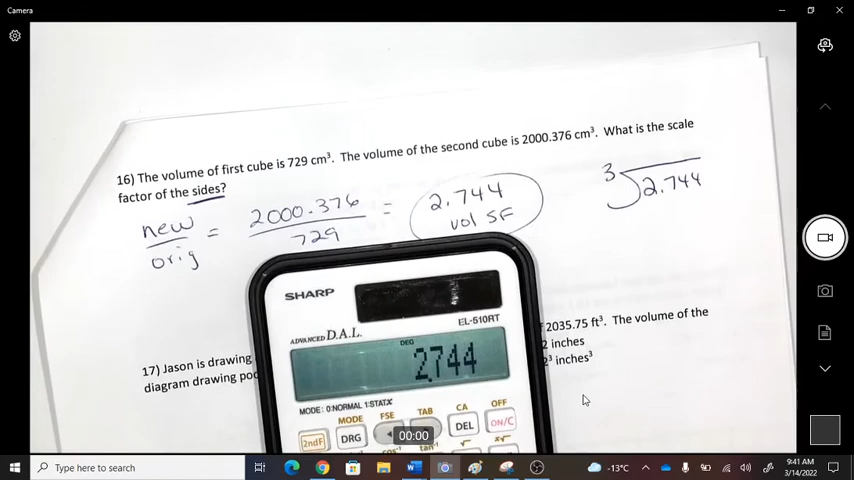 Camera
16) The volume of first cube is 729 cm³. The volume of the second cube is 2000.376 cm³. What is the scale
factor of the sides?
new
orig
=
2000.376
729
=
2.744
vol SF
3
2.744
SHARP
EL-510RT
ADVANCED D.A.L.
DEG
2.744
MODE: 0:NORMAL 1:STAT
MODE
FSE
TAB
CA
OFF
2ndF
DRG
DEL
ON/C
00:00
17) Jason is drawing
2035.75 ft³. The volume of the
2 inches
diagram drawing
inches³
Type here to search
-13°C
9:41 AM
3/14/2022